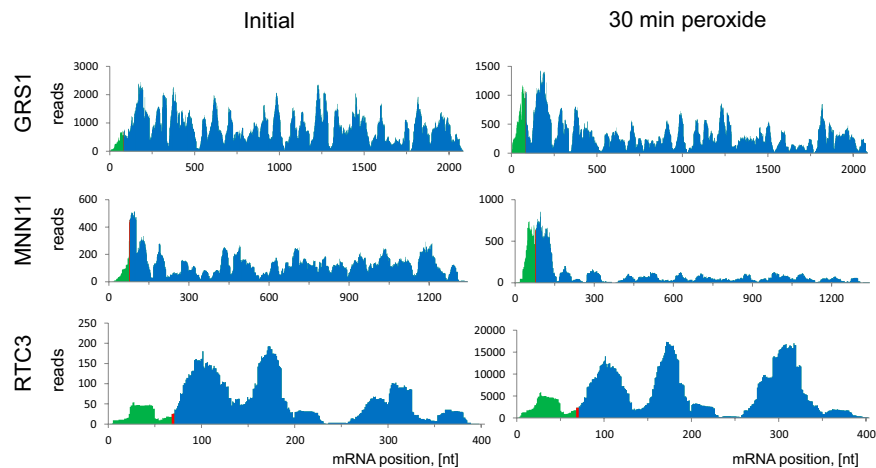 Initial
30 min peroxide
GRS1
reads
3000
2000
1000
0
0 500 1000 1500 2000
1500
1000
500
0
0 500 1000 1500 2000
MNN11
reads
600
400
200
0
0 300 600 900 1200
1000
500
0
0 300 600 900 1200
RTC3
reads
250
200
150
100
50
0
100 200 300 400
mRNA position, [nt]
20000
15000
10000
5000
0
0 100 200 300 400
mRNA position, [nt]